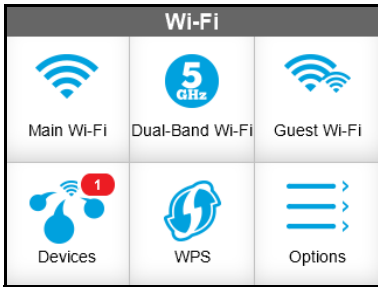 Wi-Fi
Main Wi-Fi
5
GHz
Dual-Band Wi-Fi
Guest Wi-Fi
1
Devices
WPS
Options